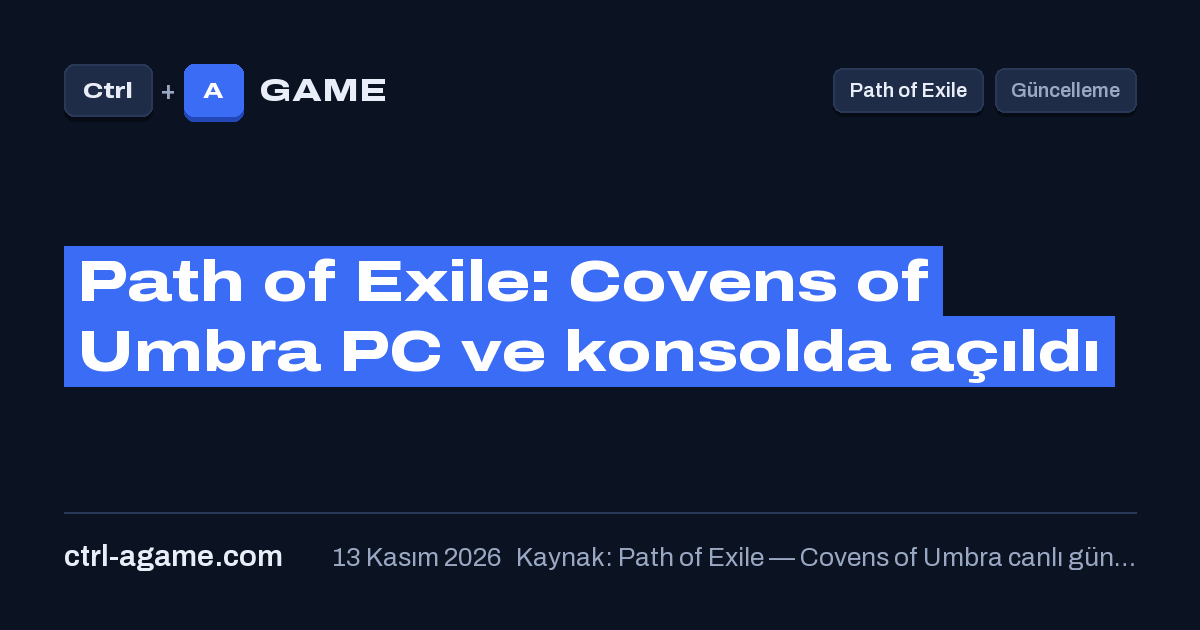 Ctrl + A GAME
Path of Exile Güncelleme
Path of Exile: Covens of
Umbra PC ve konsolda açıldı
ctrl-agame.com 13 Kasım 2026 Kaynak: Path of Exile — Covens of Umbra canlı gün...